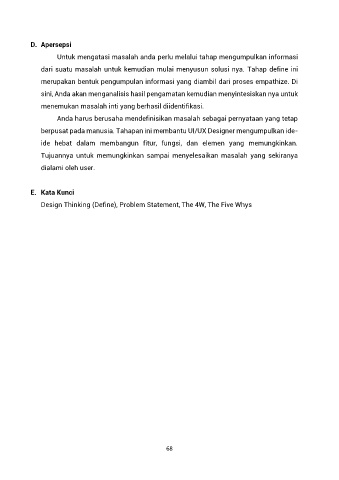 D. Apersepsi
Untuk mengatasi masalah anda perlu melalui tahap mengumpulkan informasi
dari suatu masalah untuk kemudian mulai menyusun solusi nya. Tahap define ini
merupakan bentuk pengumpulan informasi yang diambil dari proses empathize. Di
sini, Anda akan menganalisis hasil pengamatan kemudian menyintesiskan nya untuk
menemukan masalah inti yang berhasil diidentifikasi.
Anda harus berusaha mendefinisikan masalah sebagai pernyataan yang tetap
berpusat pada manusia. Tahapan ini membantu UI/UX Designer mengumpulkan ide-
ide hebat dalam membangun fitur, fungsi, dan elemen yang memungkinkan.
Tujuannya untuk memungkinkan sampai menyelesaikan masalah yang sekiranya
dialami oleh user.
E. Kata Kunci
Design Thinking (Define), Problem Statement, The 4W, The Five Whys
68